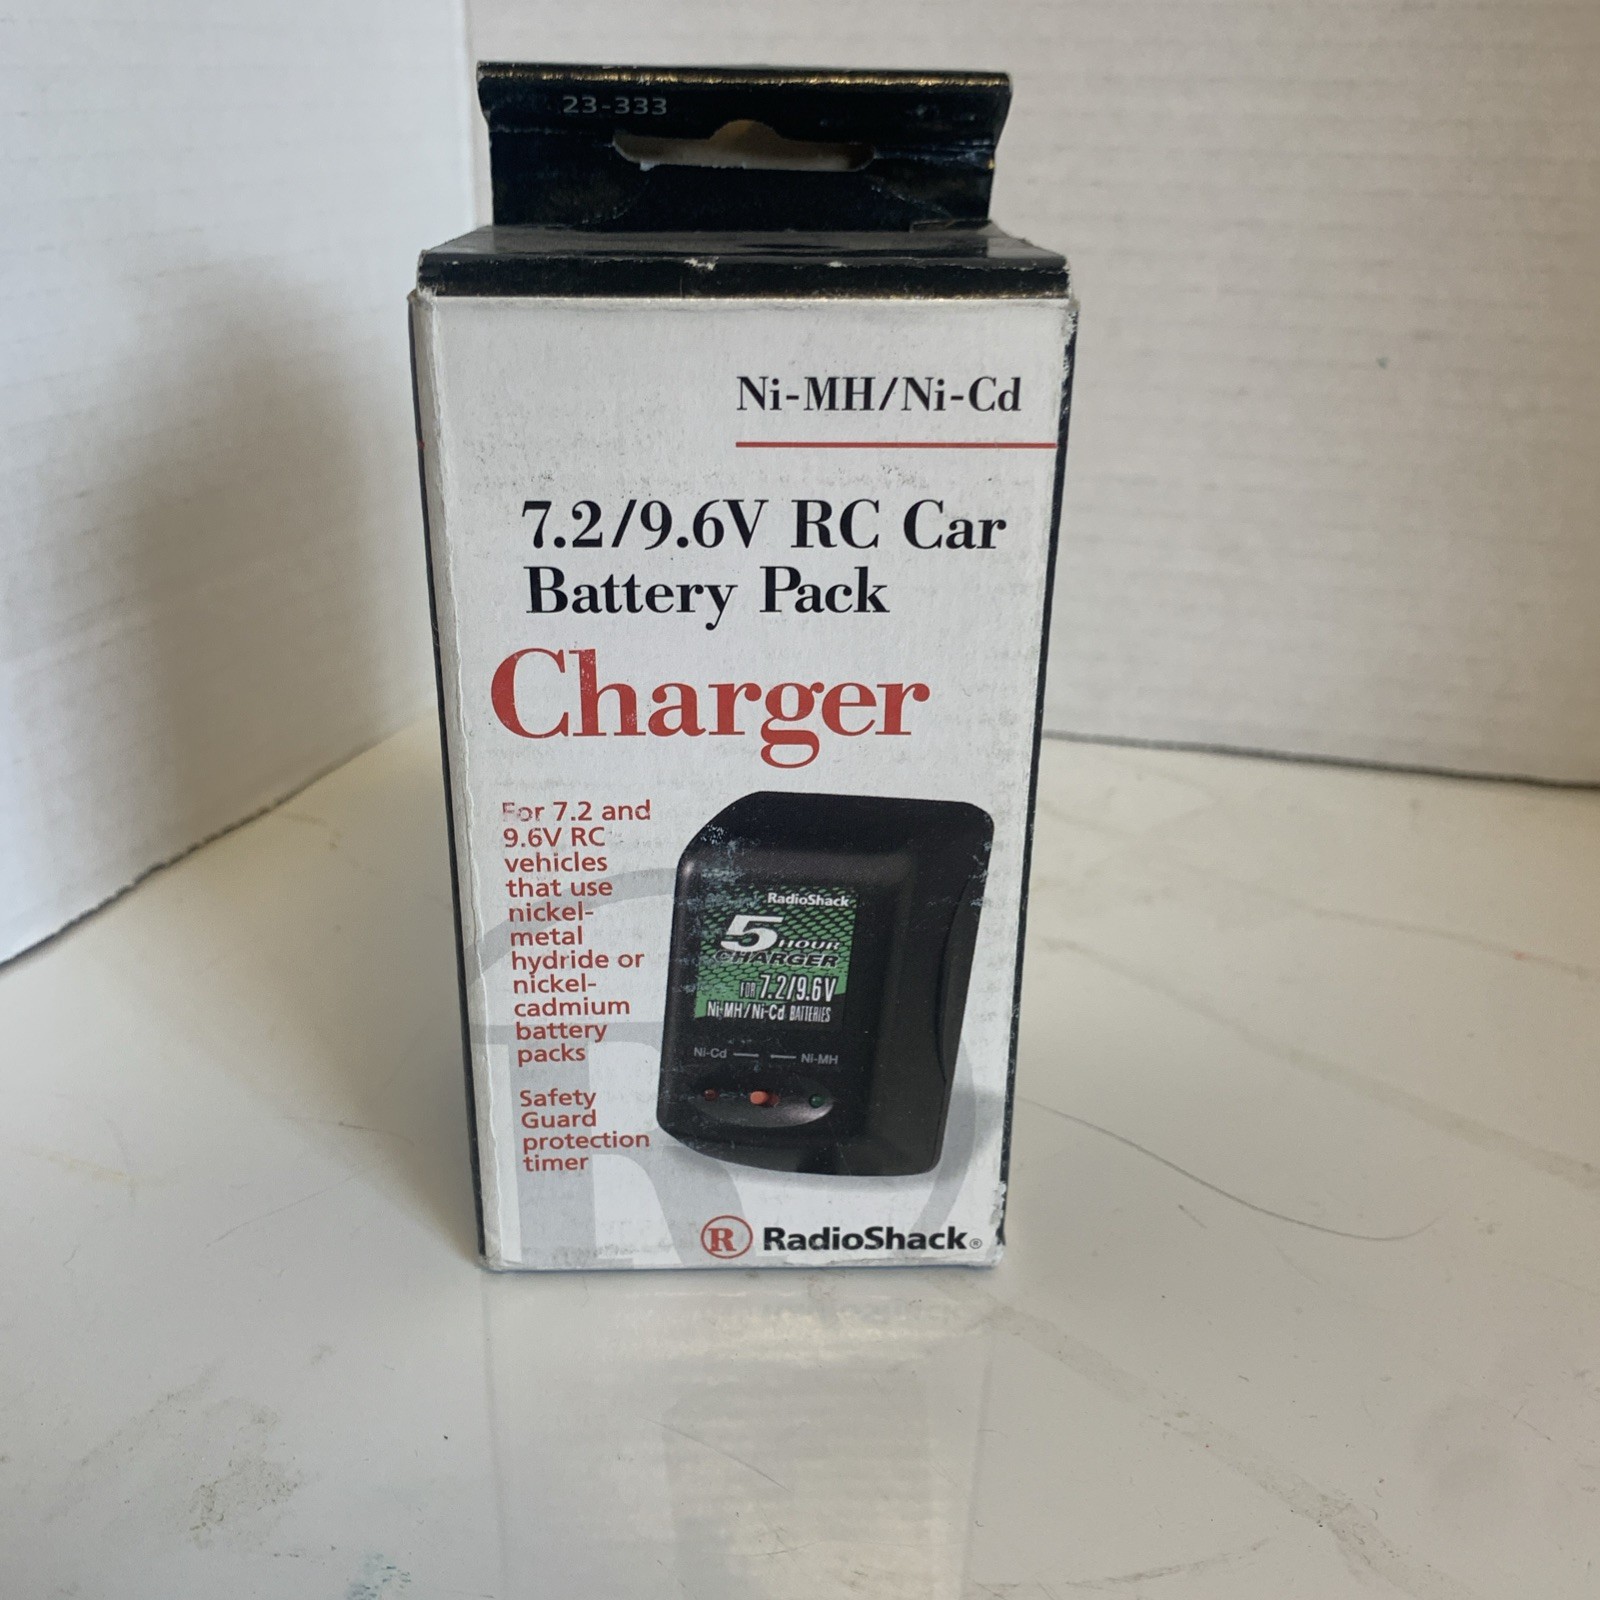 23-333
Ni-MH/Ni-Cd
7.2/9.6V RC Car
Battery Pack
Charger
For 7.2 and
9.6V RC
vehicles
that use
nickel-
metal
hydride or
nickel-
cadmium
battery
packs
Safety
Guard
protection
timer
RadioShack
5 HOUR
CHARGER
FOR 7.2/9.6V
Ni-MH/Ni-Cd BATTERIES
Ni-Cd Ni-MH
R RadioShack®